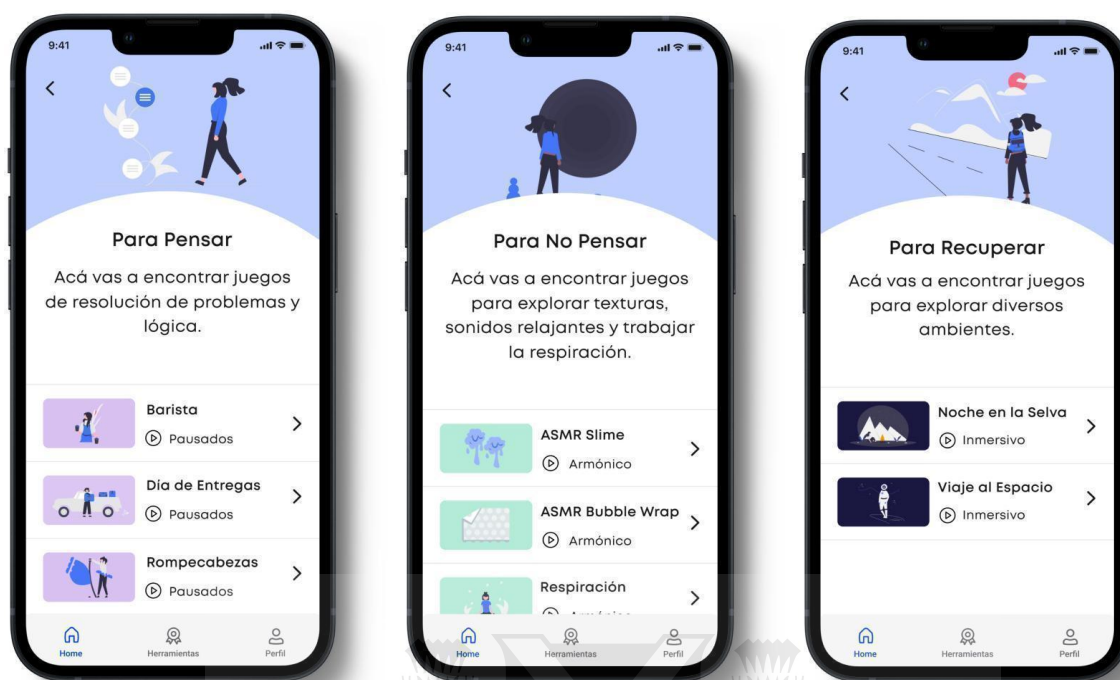 9:41
Para Pensar
Acá vas a encontrar juegos
de resolución de problemas y
lógica.
Barista
Pausados
Día de Entregas
Pausados
Rompecabezas
Pausados
Home
Herramientas
Perfil
9:41
Para No Pensar
Acá vas a encontrar juegos
para explorar texturas,
sonidos relajantes y trabajar
la respiración.
ASMR Slime
Armónico
ASMR Bubble Wrap
Armónico
Respiración
Home
Herramientas
Perfil
9:41
Para Recuperar
Acá vas a encontrar juegos
para explorar diversos
ambientes.
Noche en la Selva
Inmersivo
Viaje al Espacio
Inmersivo
Home
Herramientas
Perfil